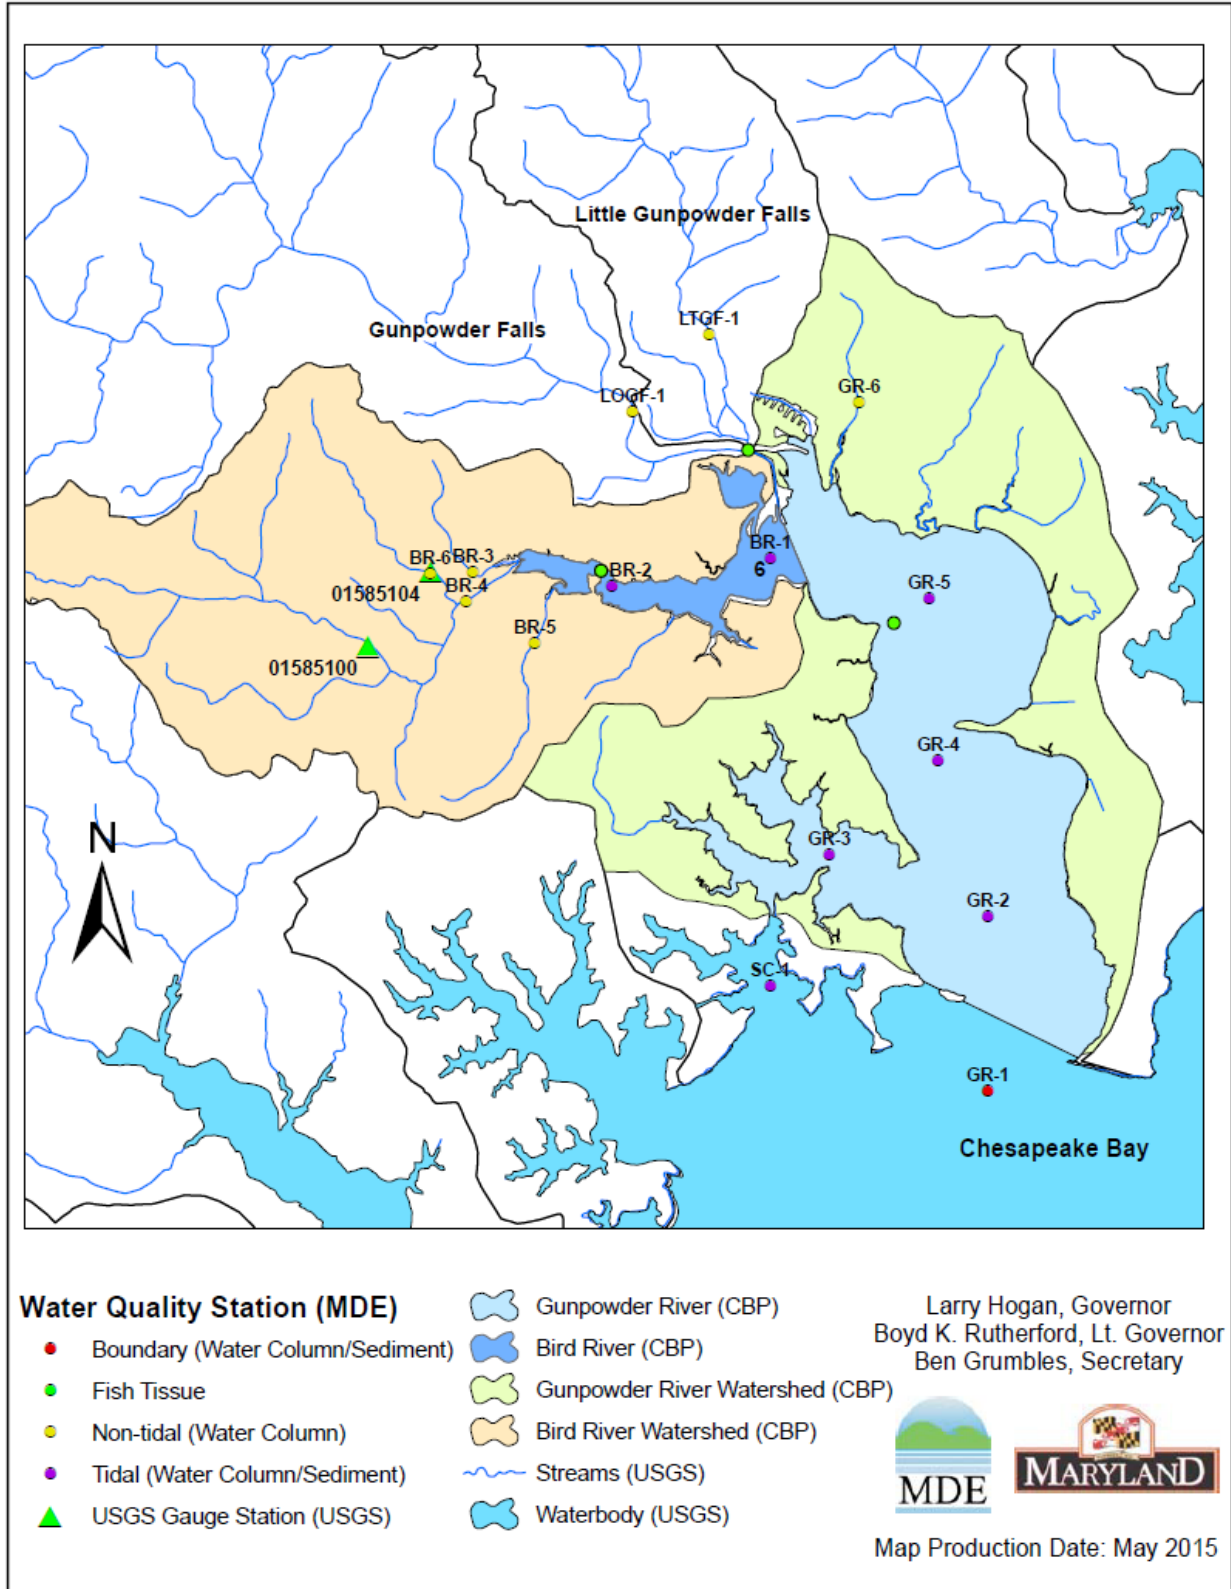 Little Gunpowder Falls
LTGF-1
Gunpowder Falls
GR-6
LOGF-1
BR-1
6
BR-6
BR-3
BR-2
01585104
BR-4
GR-5
BR-5
01585100
GR-4
N
GR-3
GR-2
SC-1
GR-1
Chesapeake Bay
Water Quality Station (MDE)
Boundary (Water Column/Sediment)
Fish Tissue
Non-tidal (Water Column)
Tidal (Water Column/Sediment)
USGS Gauge Station (USGS)
Gunpowder River (CBP)
Bird River (CBP)
Gunpowder River Watershed (CBP)
Bird River Watershed (CBP)
Streams (USGS)
Waterbody (USGS)
Larry Hogan, Governor
Boyd K. Rutherford, Lt. Governor
Ben Grumbles, Secretary
MDE
MARYLAND
Map Production Date: May 2015